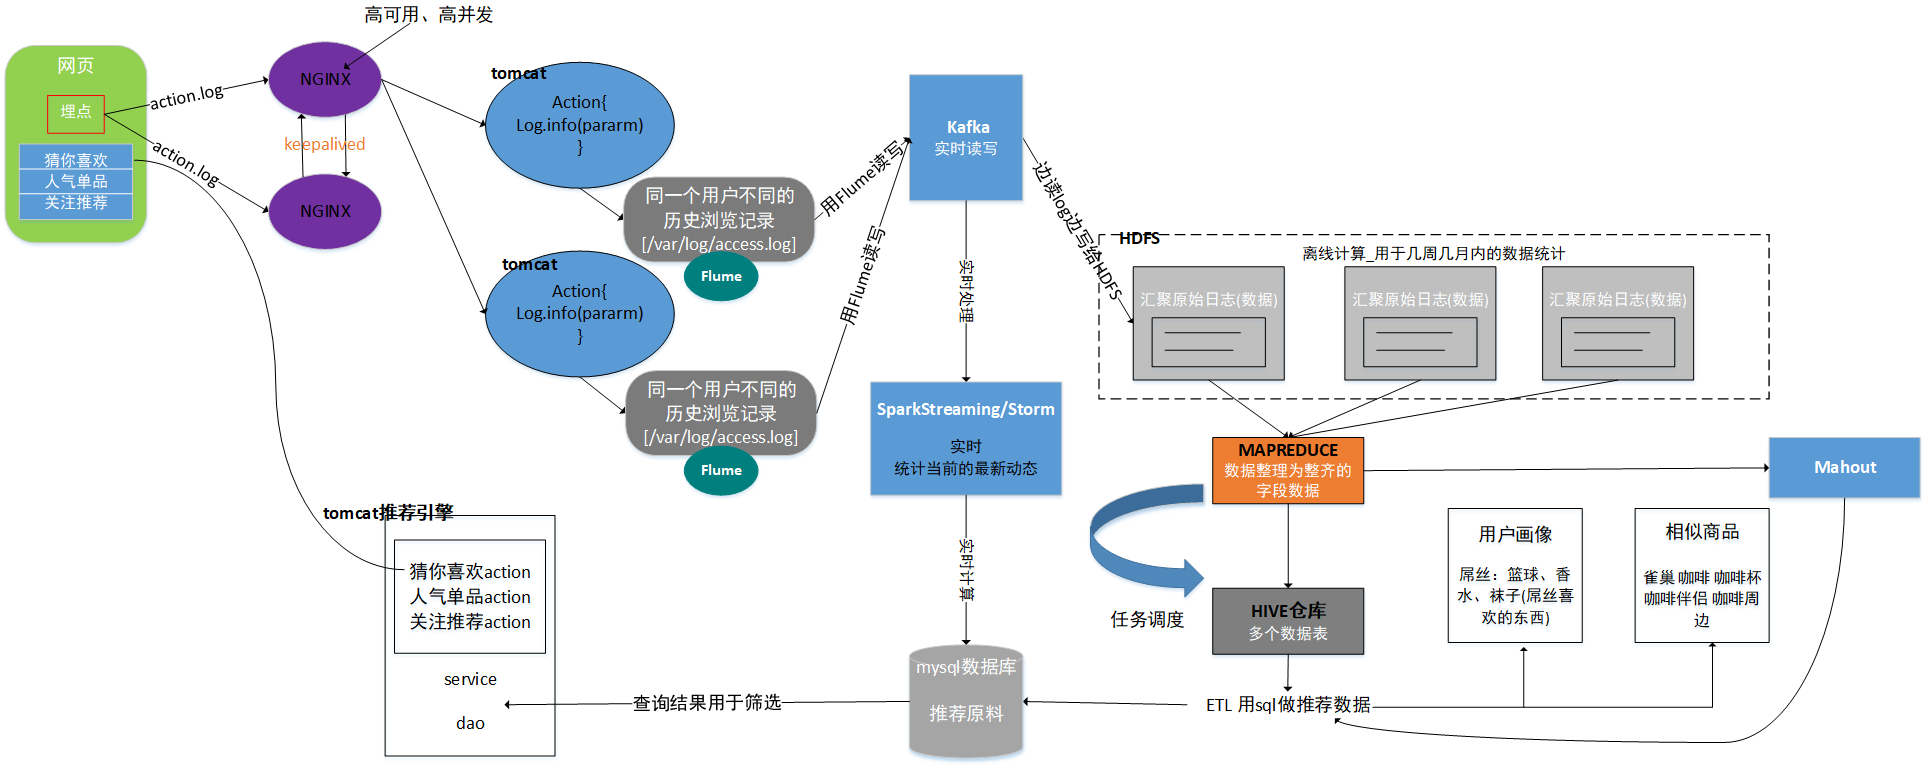 高可用、高并发
网页
埋点
猜你喜欢
人气单品
关注推荐
action.log
action.log
NGINX
keepalived
NGINX
tomcat
Action{
Log.info(pararm)
}
同一个用户不同的
历史浏览记录
[/var/log/access.log]
Flume
tomcat
Action{
Log.info(pararm)
}
同一个用户不同的
历史浏览记录
[/var/log/access.log]
Flume
用Flume读写
用Flume读写
Kafka
实时读写
边读log边写给HDFS
实时处理
HDFS
离线计算_用于几周几月内的数据统计
汇聚原始日志(数据)
汇聚原始日志(数据)
汇聚原始日志(数据)
SparkStreaming/Storm
实时
统计当前的最新动态
实时计算
MAPREDUCE
数据整理为整齐的
字段数据
Mahout
任务调度
HIVE仓库
多个数据表
用户画像
屌丝：篮球、香
水、袜子(屌丝喜
欢的东西)
相似商品
雀巢 咖啡 咖啡杯
咖啡伴侣 咖啡周
边
ETL 用sql做推荐数据
mysql数据库
推荐原料
查询结果用于筛选
tomcat推荐引擎
猜你喜欢action
人气单品action
关注推荐action
service
dao